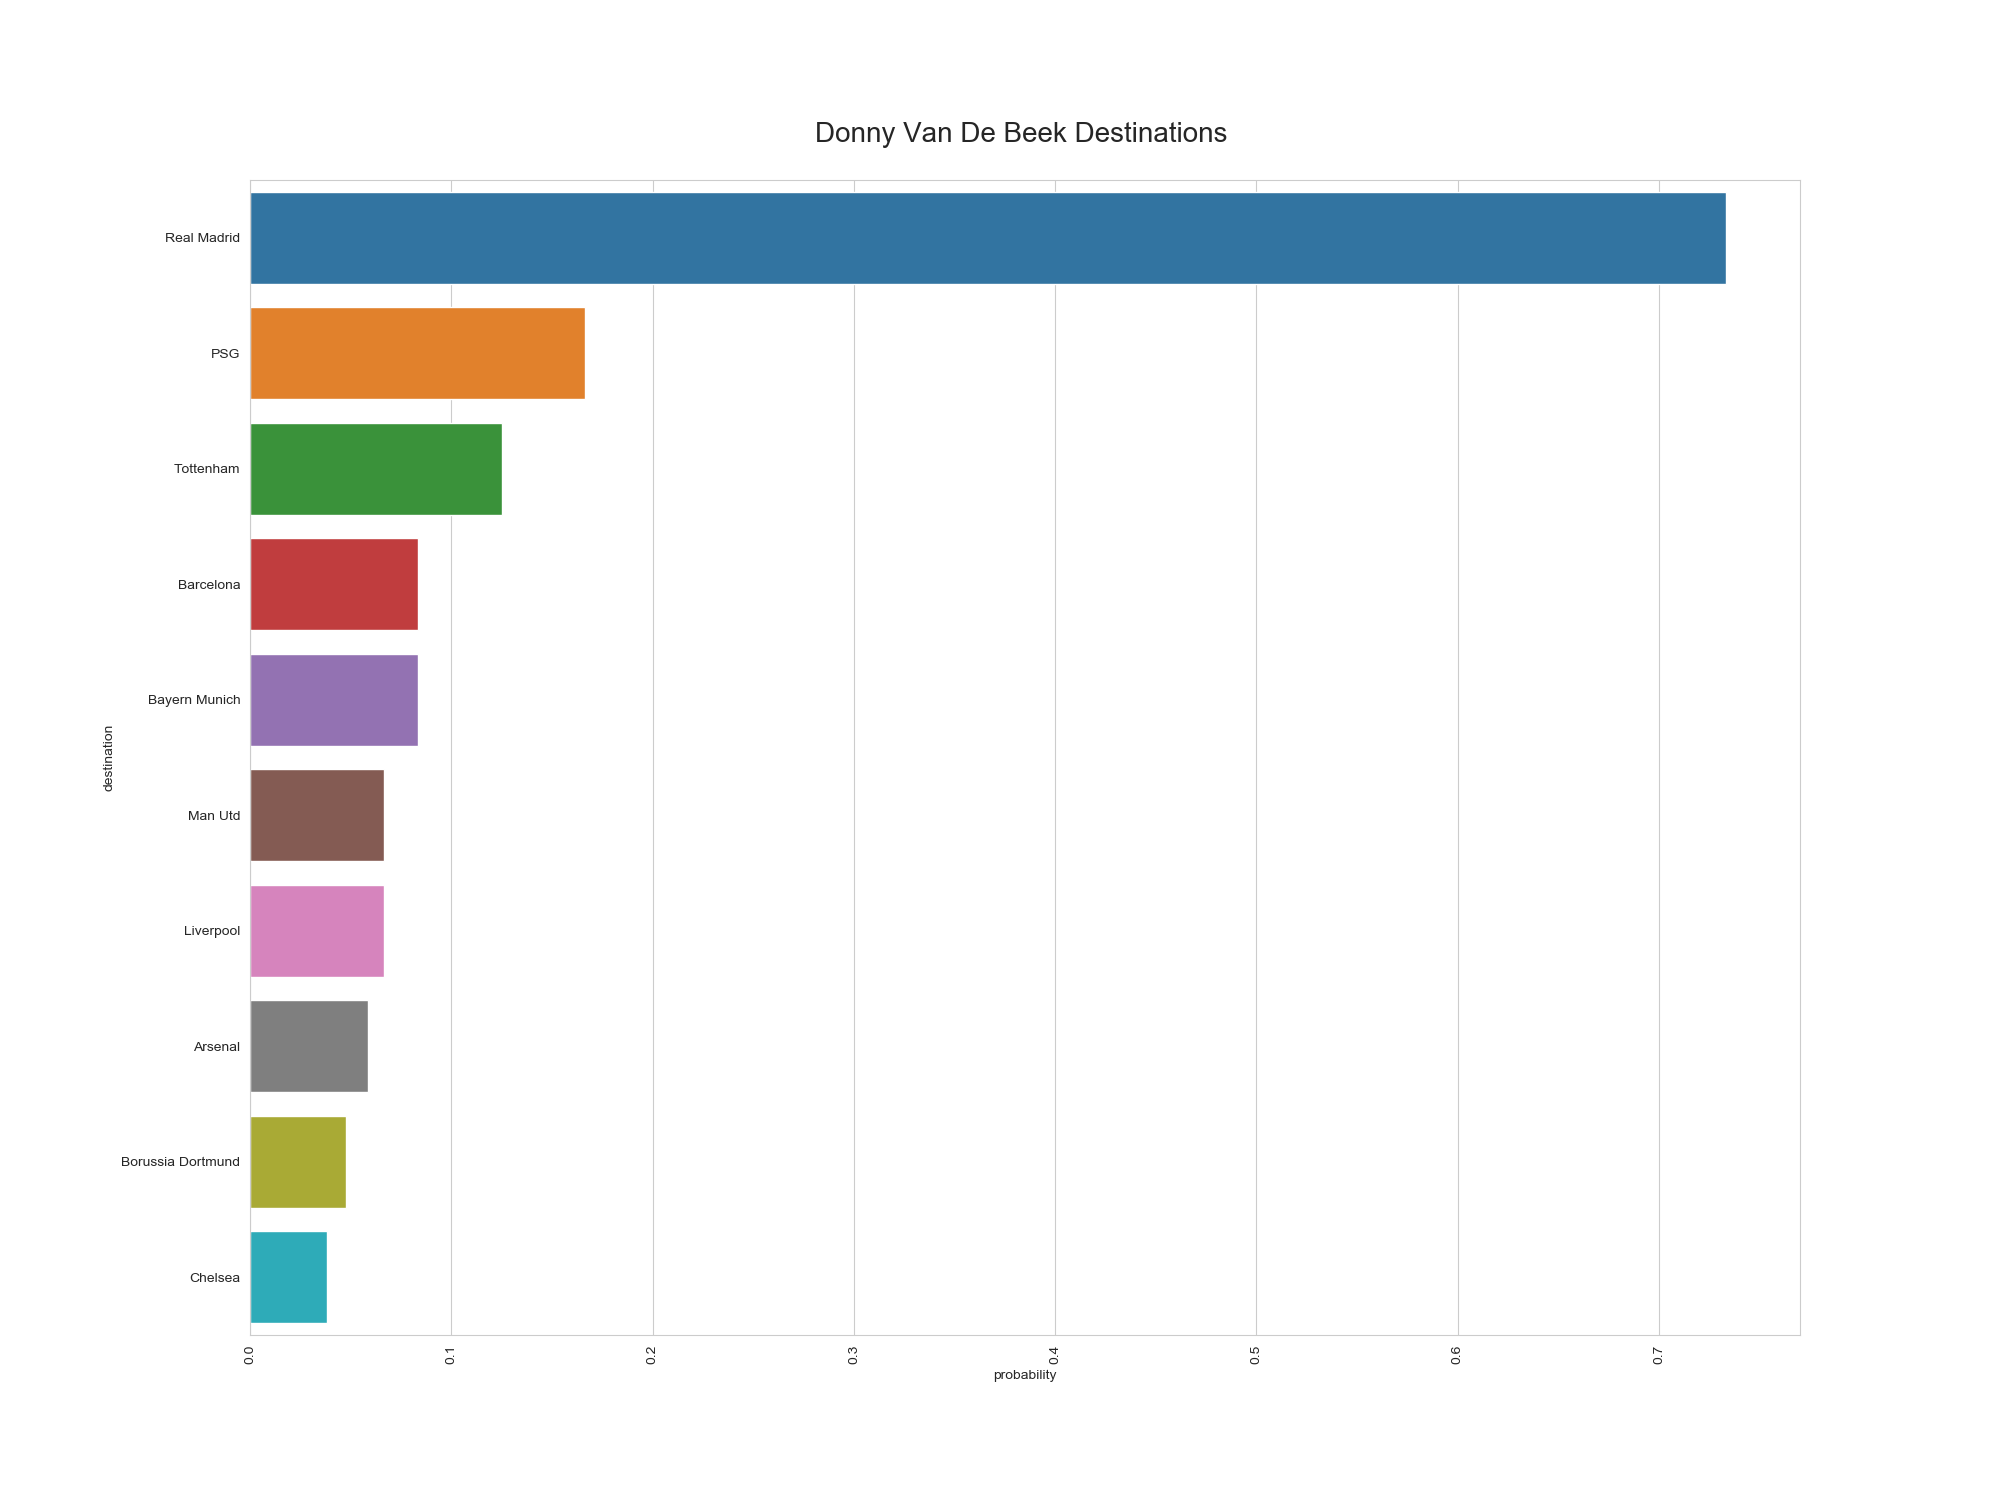 Donny Van De Beek Destinations
Real Madrid
PSG
Tottenham
Barcelona
Bayern Munich
destination
Man Utd
Liverpool
Arsenal
Borussia Dortmund
Chelsea
0.0 0.1 0.2 0.3 0.4 0.5 0.6 0.7
probability